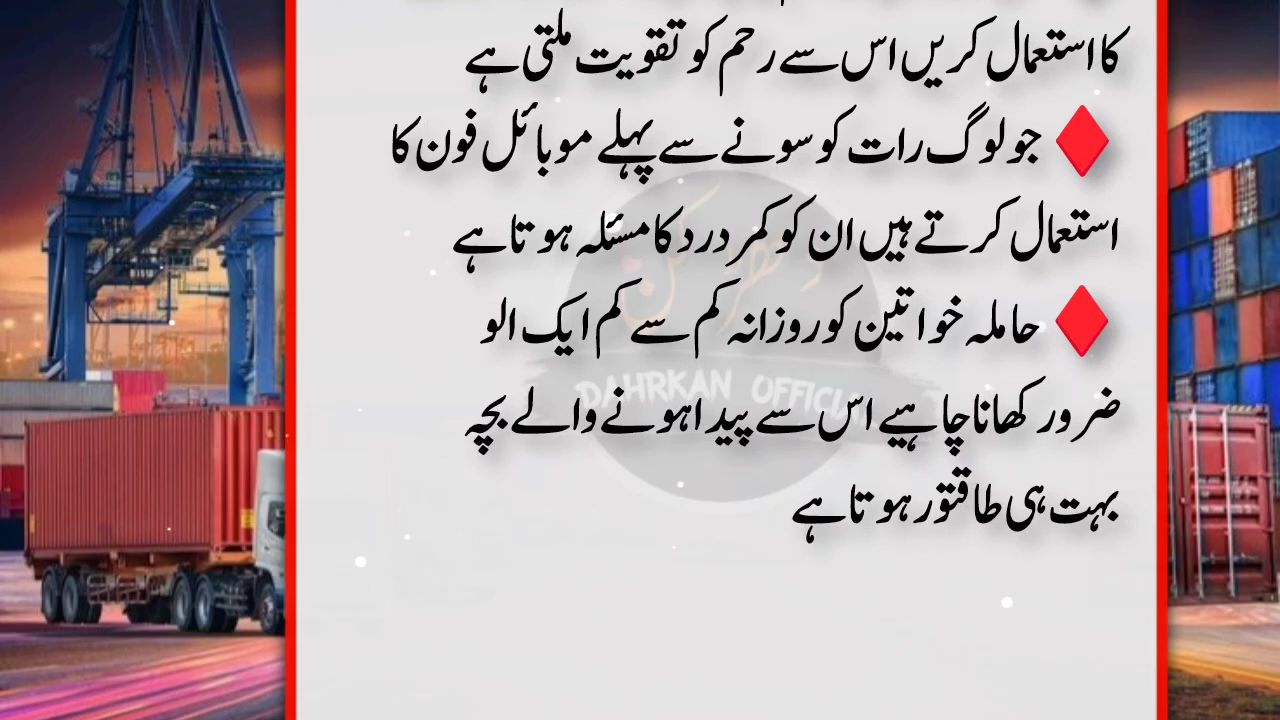 کا استعمال کریں اس سے رحم کو تقویت ملتی ہے
جو لوگ رات کو سونے سے پہلے موبائل فون کا
استعمال کرتے ہیں ان کو کمر درد کا مسئلہ ہوتا ہے
حاملہ خواتین کو روزانہ کم سے کم ایک الو
ضرور کھانا چاہیے اس سے پیدا ہونے والے بچہ
بہت ہی طاقتور ہوتا ہے
دھڑکن
DAHRKAN OFFICIAL